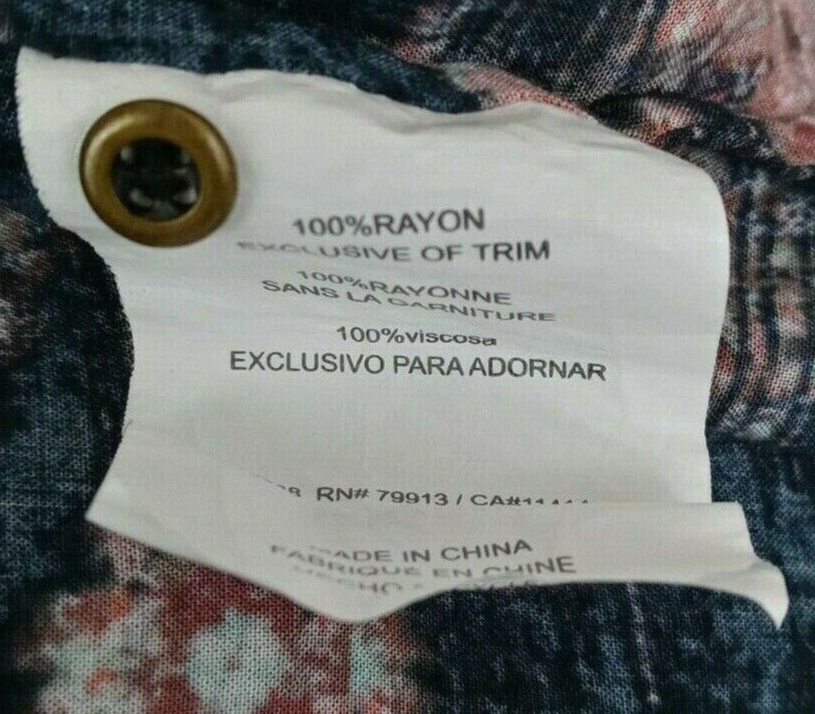 100%RAYON
EXCLUSIVE OF TRIM
100%RAYONNE
SANS LA GARNITURE
100%viscosa
EXCLUSIVO PARA ADORNAR
RN# 79913 /
MADE IN CHINA
FABRIQUE EN CHINE